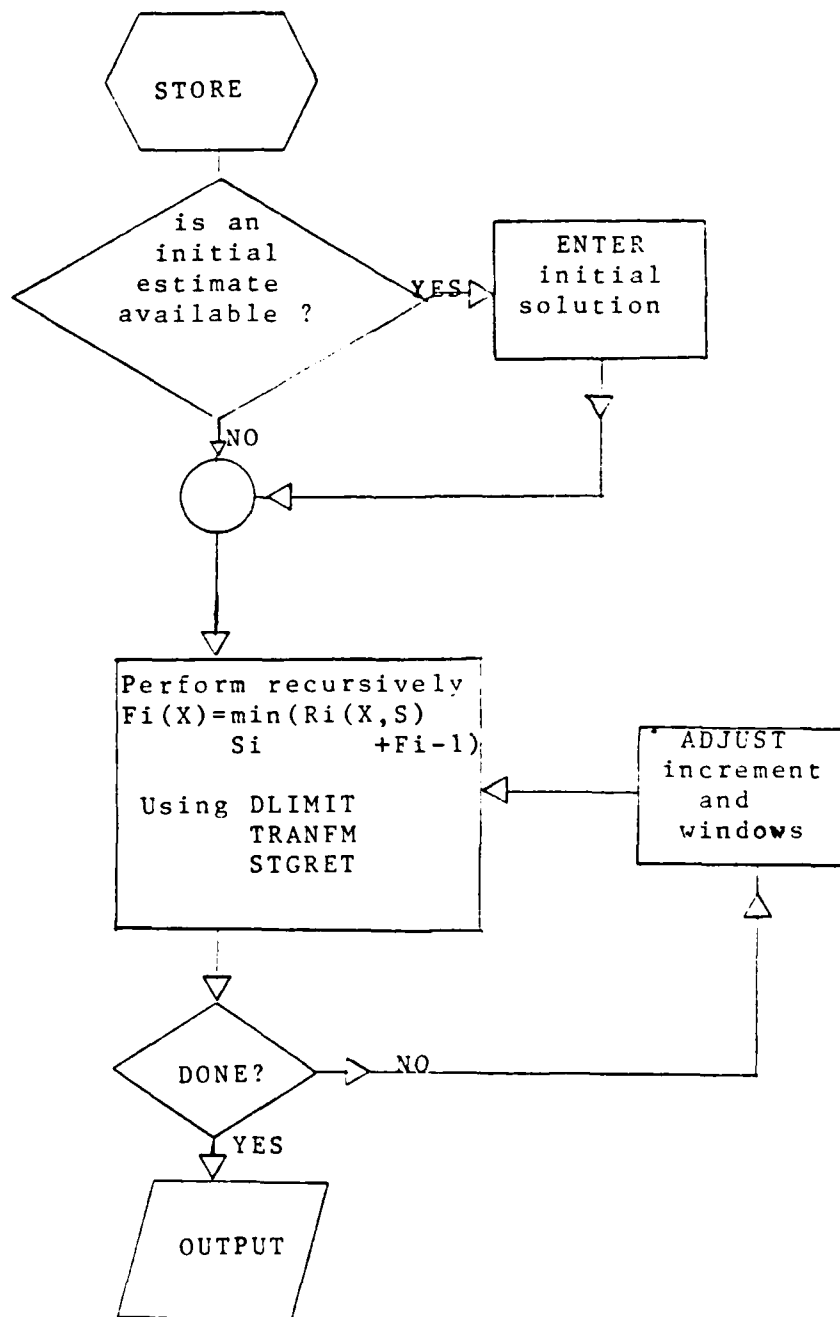 STORE
is an
initial
estimate
available ?
YES
ENTER
initial
solution
NO
Perform recursively
Fi(X)=min(Ri(X,S)
Si +Fi-1)
Using DLIMIT
TRANFM
STGRET
ADJUST
increment
and
windows
DONE?
NO
YES
OUTPUT